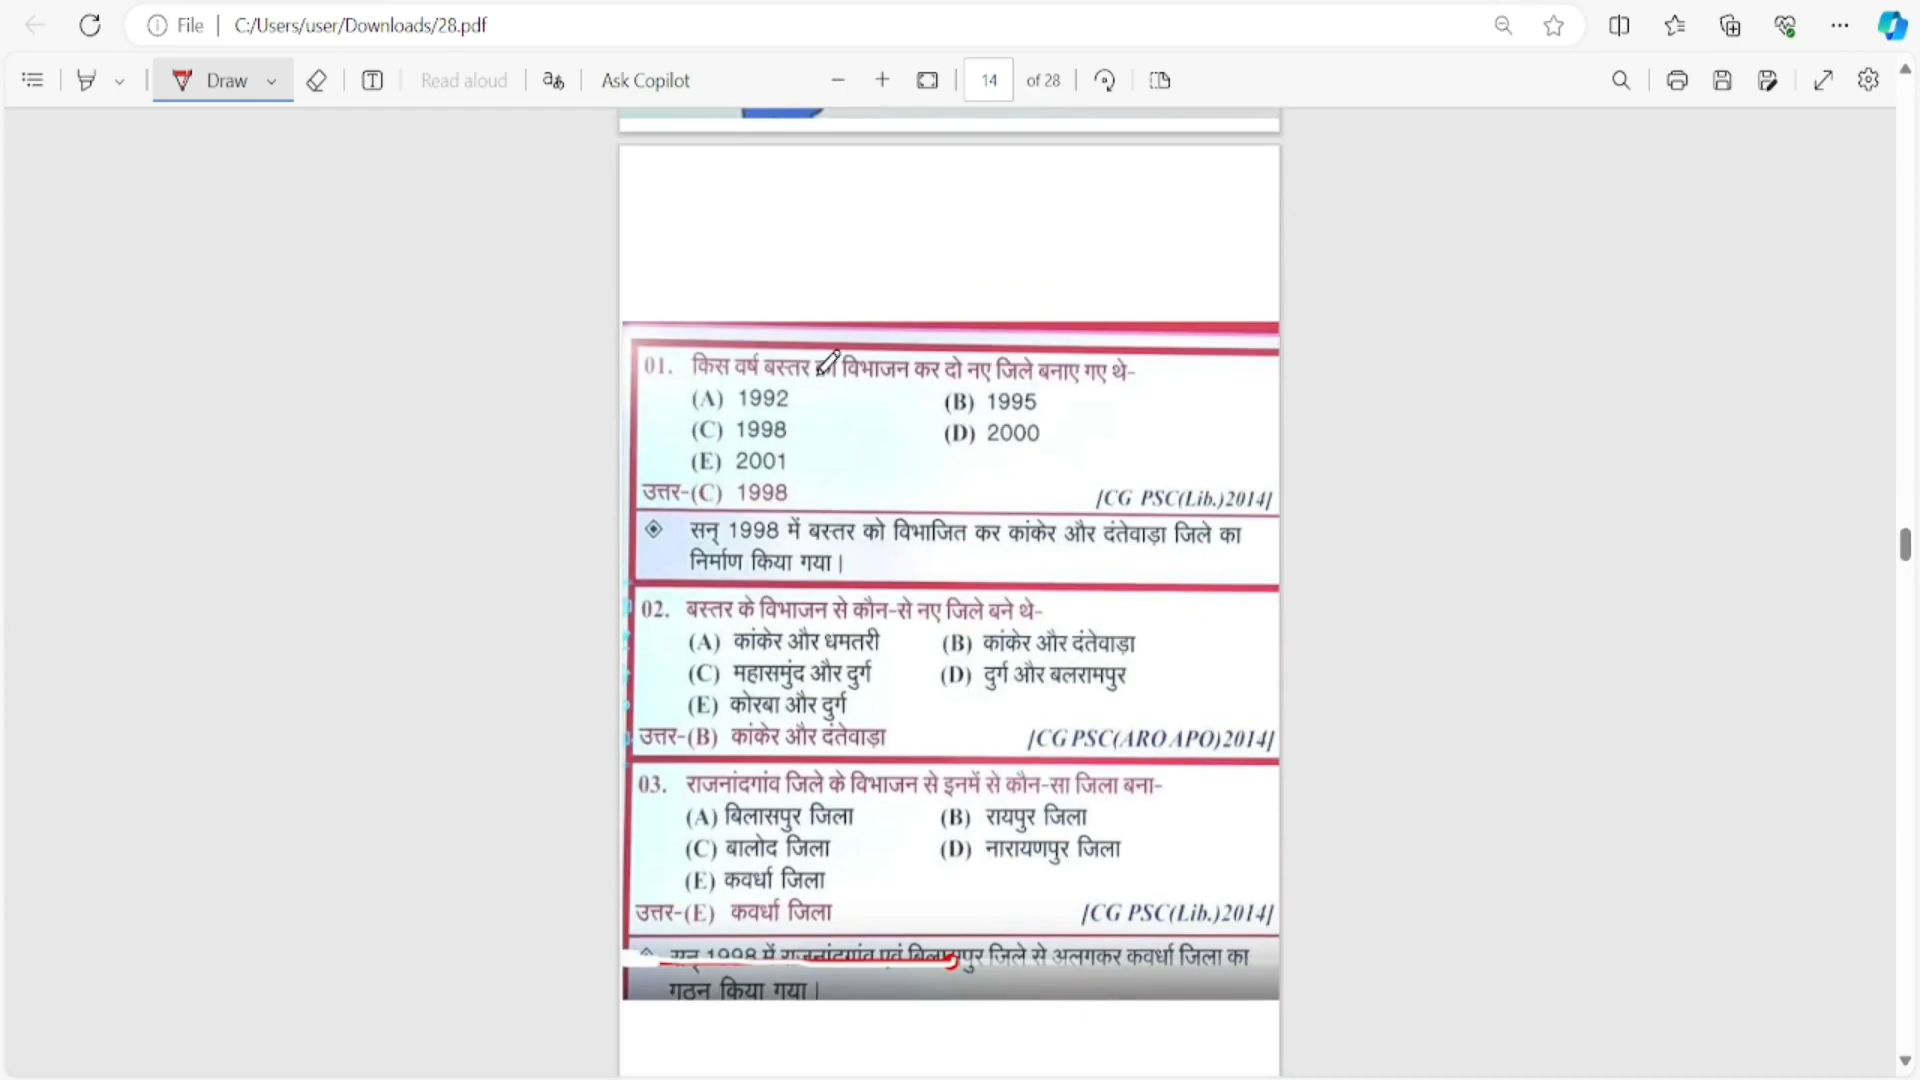 File C:/Users/user/Downloads/28.pdf
Draw Read aloud Ask Copilot 14 of 28
01. किस वर्ष बस्तर विभाजन कर दो नए जिले बनाए गए थे-
(A) 1992 (B) 1995
(C) 1998 (D) 2000
(E) 2001
उत्तर-(C) 1998 [CG PSC(Lib.)2014]
सन् 1998 में बस्तर को विभाजित कर कांकेर और दंतेवाड़ा जिले का
निर्माण किया गया।
02. बस्तर के विभाजन से कौन-से नए जिले बने थे-
(A) कांकेर और धमतरी (B) कांकेर और दंतेवाड़ा
(C) महासमुंद और दुर्ग (D) दुर्ग और बलरामपुर
(E) कोरबा और दुर्ग
उत्तर-(B) कांकेर और दंतेवाड़ा [CG PSC(ARO APO)2014]
03. राजनांदगांव जिले के विभाजन से इनमें से कौन-सा जिला बना-
(A) बिलासपुर जिला (B) रायपुर जिला
(C) बालोद जिला (D) नारायणपुर जिला
(E) कवर्धा जिला
उत्तर-(E) कवर्धा जिला [CG PSC(Lib.)2014]
सन् 1998 में राजनांदगांव एवं बिलासपुर जिले से अलगकर कवर्धा जिला का
गठन किया गया।